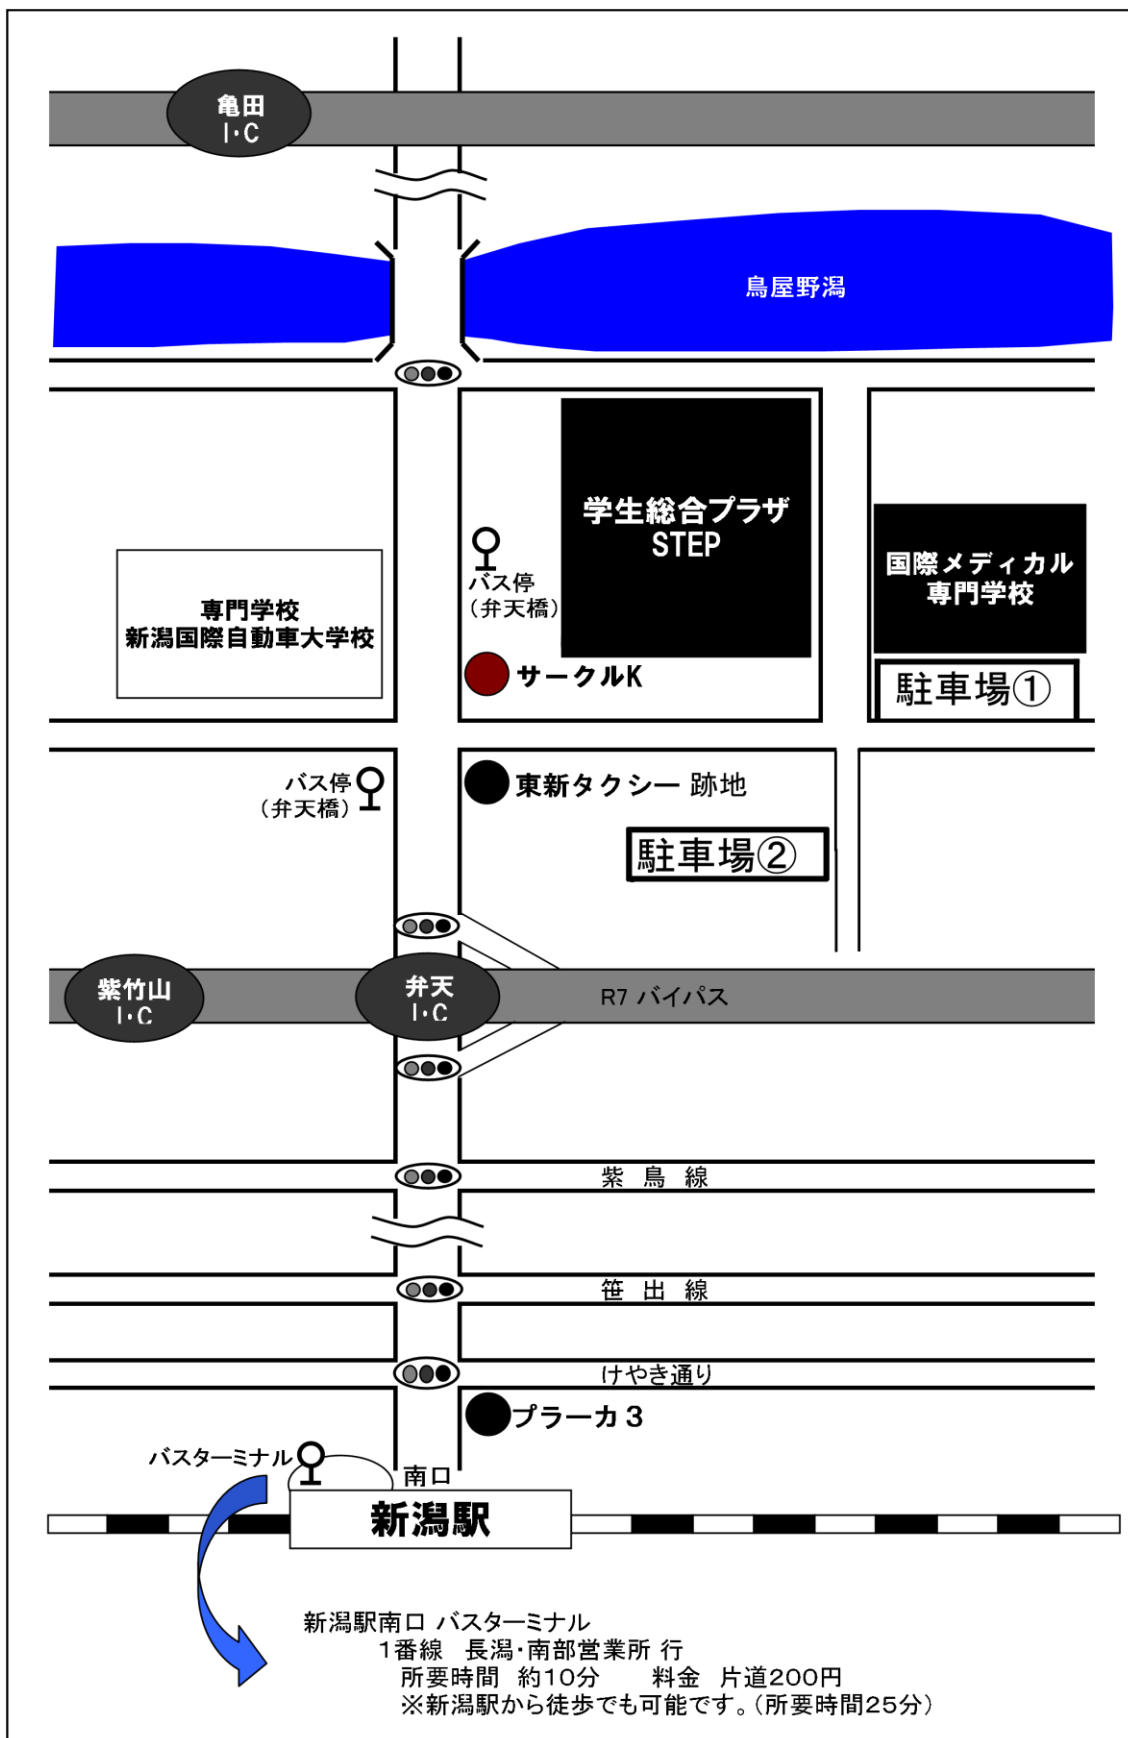 亀田
I・C
鳥屋野潟
学生総合プラザ
STEP
国際メディカル
専門学校
バス停
（弁天橋）
専門学校
新潟国際自動車大学校
サークルK
駐車場①
バス停
（弁天橋）
東新タクシー 跡地
駐車場②
紫竹山
I・C
弁天
I・C
R7 バイパス
紫 鳥 線
笹 出 線
けやき通り
プラーカ３
バスターミナル
南口
新潟駅
新潟駅南口 バスターミナル
1番線 長潟・南部営業所 行
所要時間 約10分 料金 片道200円
※新潟駅から徒歩でも可能です。（所要時間25分）